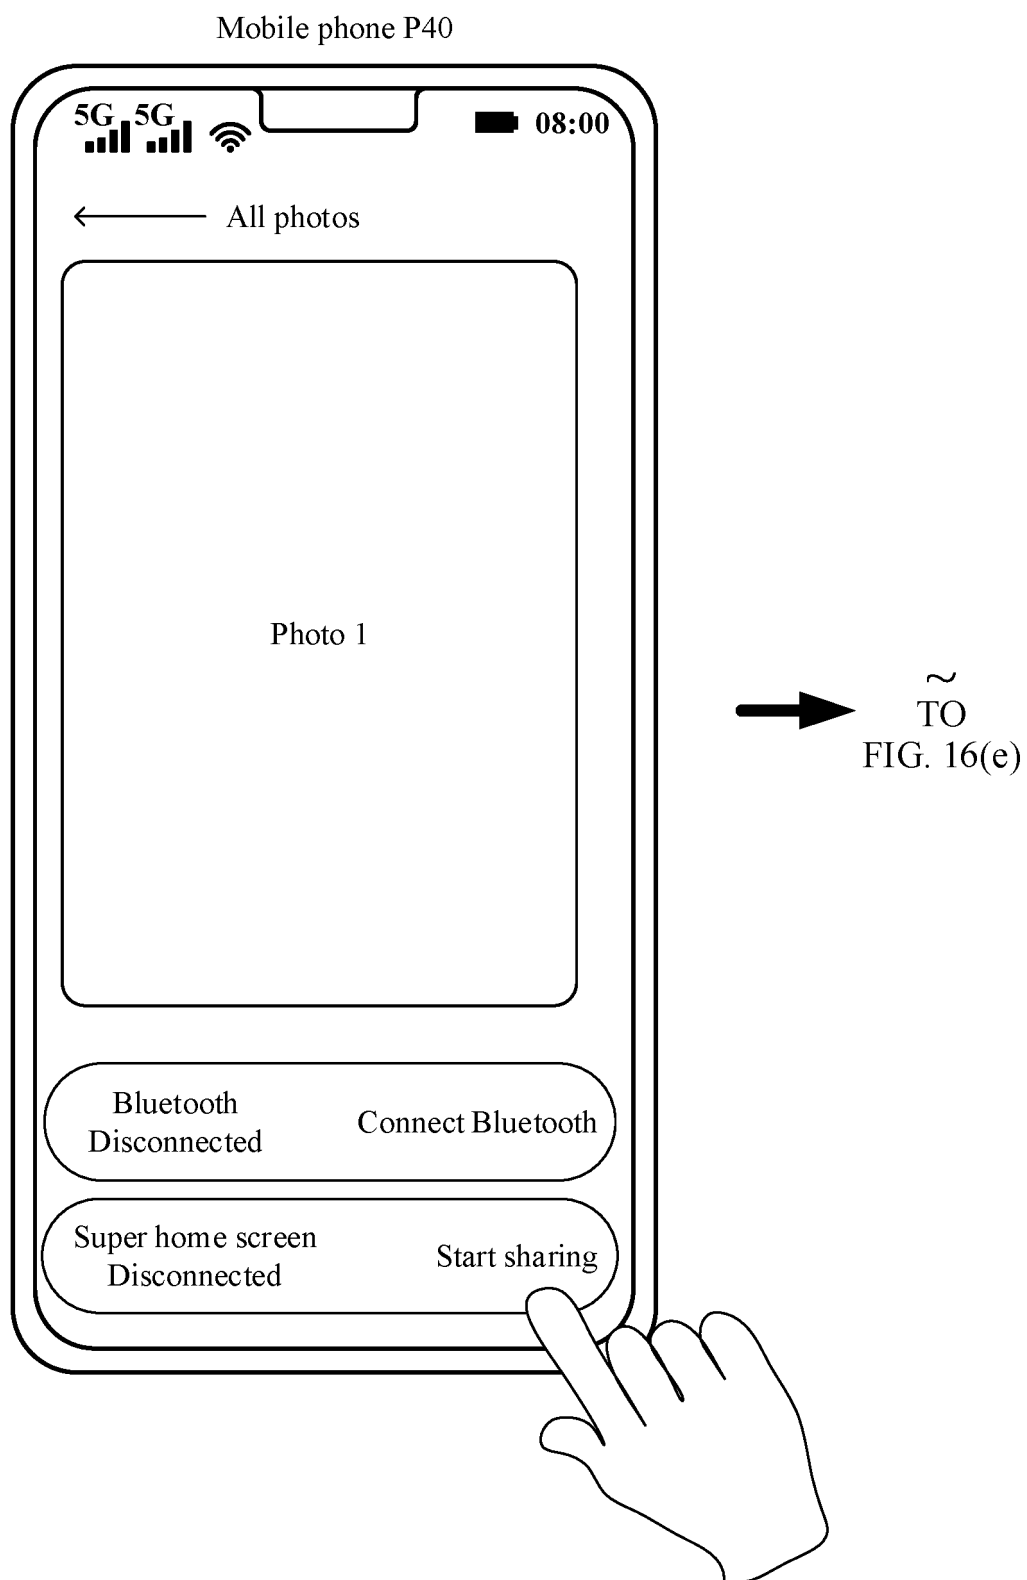 Mobile phone P40
5G 5G 08:00
All photos
Photo 1
~
TO
FIG. 16(e)
Bluetooth
Disconnected
Connect Bluetooth
Super home screen
Disconnected
Start sharing